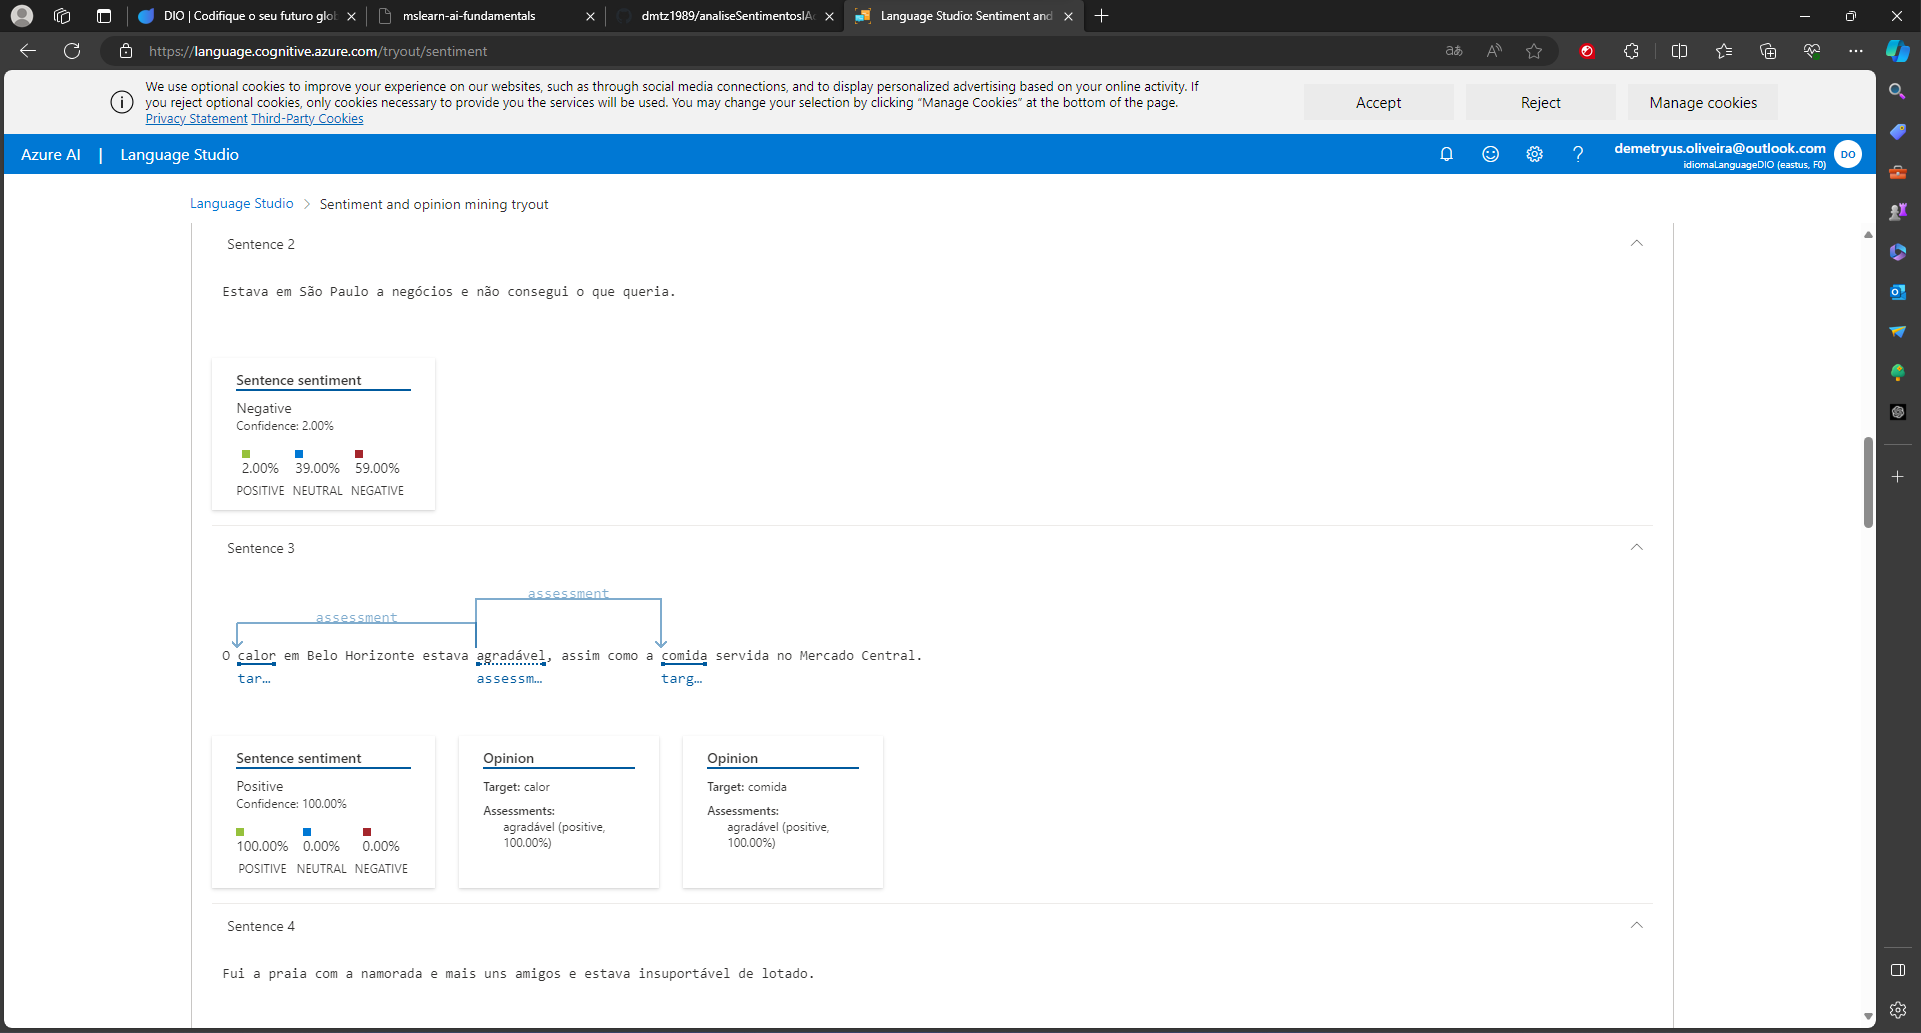 DIO | Codifique o seu futuro glob
mslearn-ai-fundamentals
dmtz1989/analiseSentimentosIAc
Language Studio: Sentiment and
https://language.cognitive.azure.com/tryout/sentiment
We use optional cookies to improve your experience on our websites, such as through social media connections, and to display personalized advertising based on your online activity. If
you reject optional cookies, only cookies necessary to provide you the services will be used. You may change your selection by clicking “Manage Cookies” at the bottom of the page.
Privacy Statement Third-Party Cookies
Accept
Reject
Manage cookies
Azure AI | Language Studio
demetryus.oliveira@outlook.com
idiomaLanguageDIO (eastus, F0)
DO
Language Studio > Sentiment and opinion mining tryout
Sentence 2
Estava em São Paulo a negócios e não consegui o que queria.
Sentence sentiment
Negative
Confidence: 2.00%
2.00% 39.00% 59.00%
POSITIVE NEUTRAL NEGATIVE
Sentence 3
assessment
assessment
O calor em Belo Horizonte estava agradável, assim como a comida servida no Mercado Central.
tar… assessm… targ…
Sentence sentiment
Positive
Confidence: 100.00%
100.00% 0.00% 0.00%
POSITIVE NEUTRAL NEGATIVE
Opinion
Target: calor
Assessments:
agradável (positive,
100.00%)
Opinion
Target: comida
Assessments:
agradável (positive,
100.00%)
Sentence 4
Fui a praia com a namorada e mais uns amigos e estava insuportável de lotado.